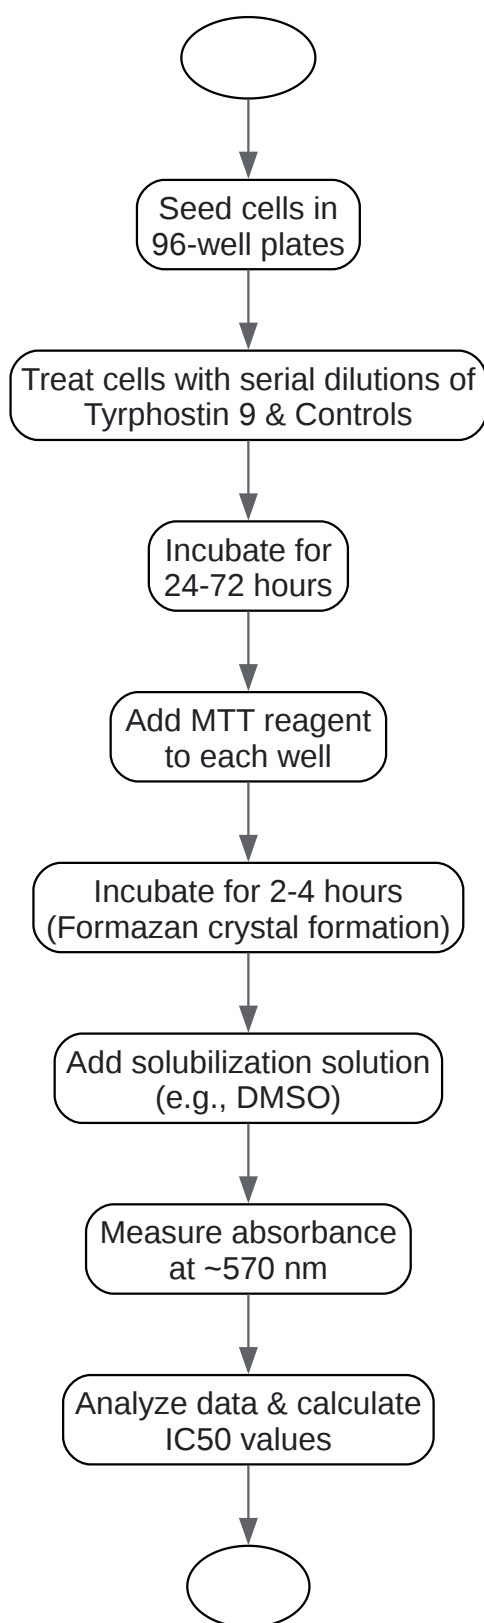 Seed cells in
96-well plates
Treat cells with serial dilutions of
Tyrphostin 9 & Controls
Incubate for
24-72 hours
Add MTT reagent
to each well
Incubate for 2-4 hours
(Formazan crystal formation)
Add solubilization solution
(e.g., DMSO)
Measure absorbance
at ~570 nm
Analyze data & calculate
IC50 values